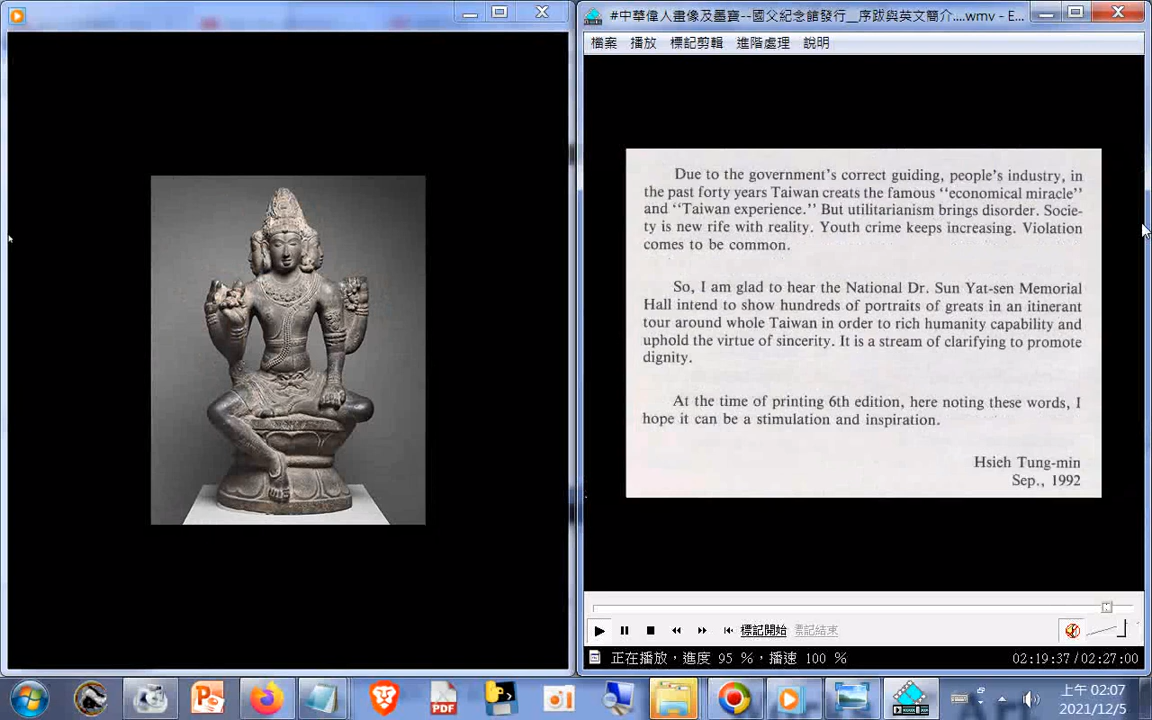 #中華偉人畫像及墨寶--國父紀念館發行__序跋與英文簡介....wmv - E...
檔案 播放 標記剪輯 進階處理 說明
Due to the government's correct guiding, people's industry, in
the past forty years Taiwan creats the famous "economical miracle"
and "Taiwan experience." But utilitarianism brings disorder. Socie-
ty is new rife with reality. Youth crime keeps increasing. Violation
comes to be common.
So, I am glad to hear the National Dr. Sun Yat-sen Memorial
Hall intend to show hundreds of portraits of greats in an itinerant
tour around whole Taiwan in order to rich humanity capability and
uphold the virtue of sincerity. It is a stream of clarifying to promote
dignity.
At the time of printing 6th edition, here noting these words, I
hope it can be a stimulation and inspiration.
Hsieh Tung-min
Sep., 1992
標記開始 標記結束
正在播放，進度 95 %，播速 100 %
02:19:37 / 02:27:00
PDF
上午 02:07
2021/12/5